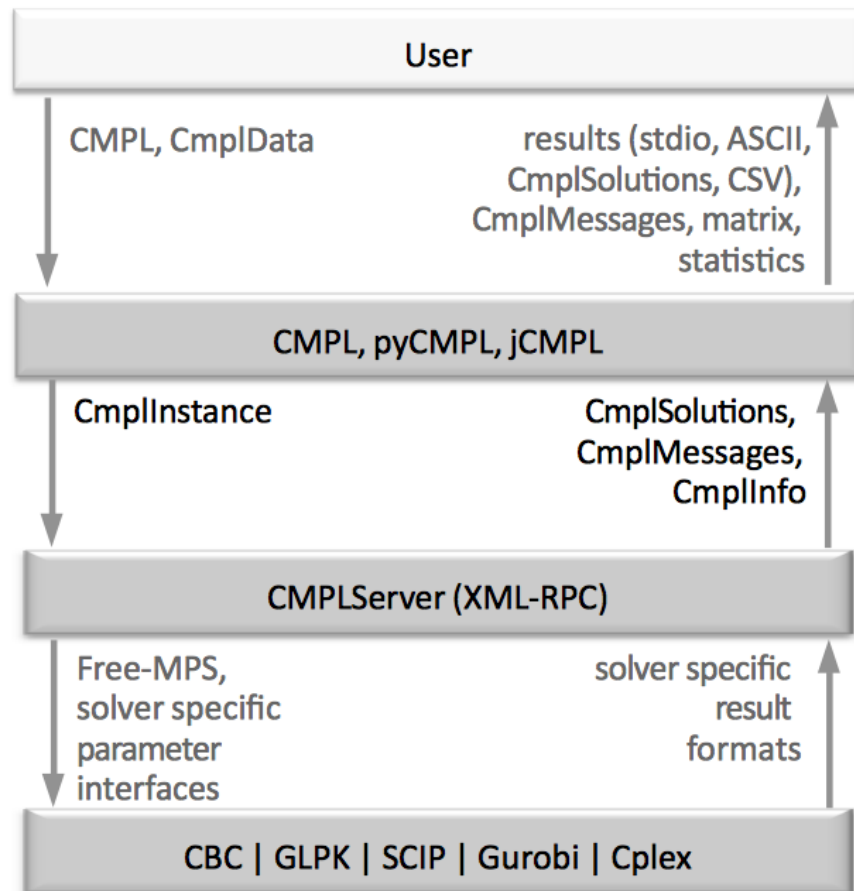 User
CMPL, CmplData
results (stdio, ASCII,
CmplSolutions, CSV),
CmplMessages, matrix,
statistics
CMPL, pyCMPL, jCMPL
CmplInstance
CmplSolutions,
CmplMessages,
CmplInfo
CMPLServer (XML-RPC)
Free-MPS,
solver specific
parameter
interfaces
solver specific
result
formats
CBC | GLPK | SCIP | Gurobi | Cplex